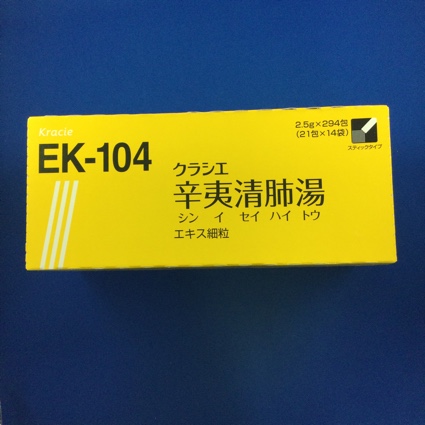 Kracie
EK-104
2.5g×294包
(21包×14袋)
スティックタイプ
クラシエ
辛夷清肺湯
シン イ セイ ハイ トウ
エキス細粒